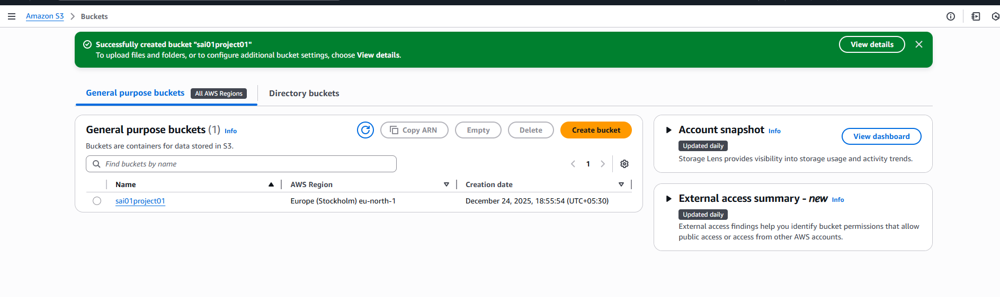 Amazon S3 > Buckets
Successfully created bucket "sai01project01"
To upload files and folders, or to configure additional bucket settings, choose View details.
View details
General purpose buckets All AWS Regions Directory buckets
General purpose buckets (1) Info
Copy ARN Empty Delete Create bucket
Buckets are containers for data stored in S3.
Find buckets by name
1
Name AWS Region Creation date
sai01project01 Europe (Stockholm) eu-north-1 December 24, 2025, 18:55:54 (UTC+05:30)
Account snapshot Info
View dashboard
Updated daily
Storage Lens provides visibility into storage usage and activity trends.
External access summary - new Info
Updated daily
External access findings help you identify bucket permissions that allow
public access or access from other AWS accounts.